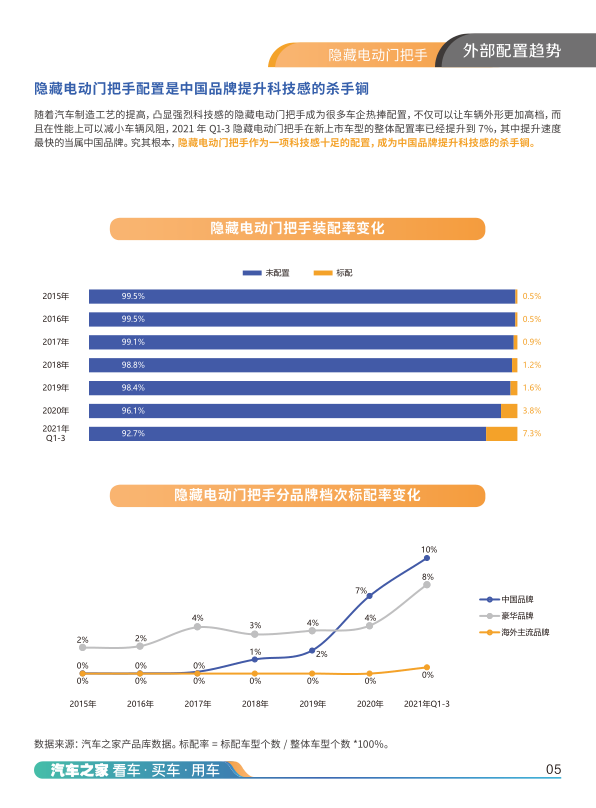 隐藏电动门把手
外部配置趋势
隐藏电动门把手配置是中国品牌提升科技感的杀手锏
随着汽车制造工艺的提高，凸显强烈科技感的隐藏电动门把手成为很多车企热捧配置，不仅可以让车辆外形更加高档，而
且在性能上可以减小车辆风阻，2021 年 Q1-3 隐藏电动门把手在新上市车型的整体配置率已经提升到 7%，其中提升速度
最快的当属中国品牌。究其根本，隐藏电动门把手作为一项科技感十足的配置，成为中国品牌提升科技感的杀手锏。
隐藏电动门把手装配率变化
未配置 标配
2015年 99.5% 0.5%
2016年 99.5% 0.5%
2017年 99.1% 0.9%
2018年 98.8% 1.2%
2019年 98.4% 1.6%
2020年 96.1% 3.8%
2021年
Q1-3 92.7% 7.3%
隐藏电动门把手分品牌档次标配率变化
10%
8%
7%
4% 3% 4% 4%
2% 2% 1% 2%
0% 0% 0%
0% 0% 0% 0% 0% 0% 0%
中国品牌
豪华品牌
海外主流品牌
2015年 2016年 2017年 2018年 2019年 2020年 2021年Q1-3
数据来源：汽车之家产品库数据。标配率 = 标配车型个数 / 整体车型个数 *100%。
汽车之家 看车·买车·用车
05